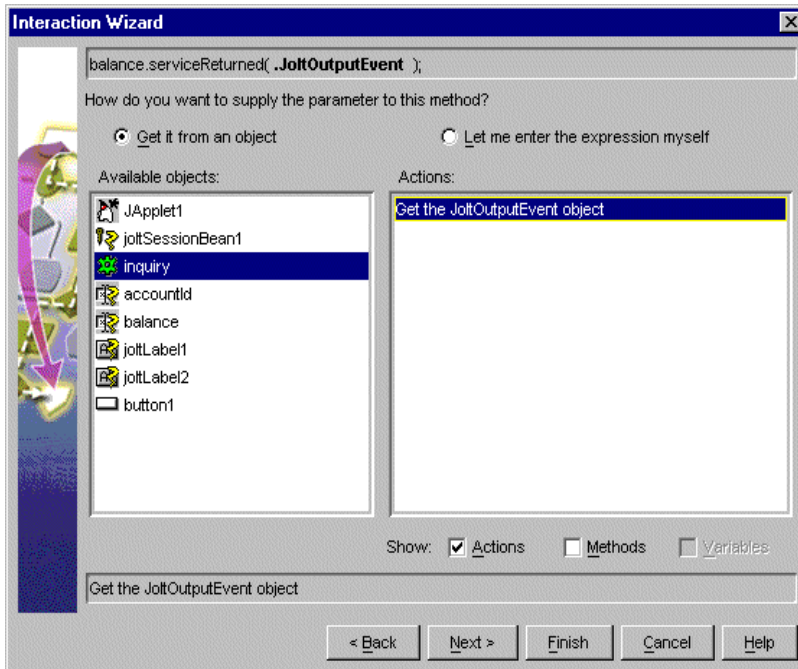 Interaction Wizard
balance.serviceReturned( .JoltOutputEvent );
How do you want to supply the parameter to this method?
Get it from an object
Let me enter the expression myself
Available objects:
Actions:
JApplet1
joltSessionBean1
inquiry
accountId
balance
joltLabel1
joltLabel2
button1
Get the JoltOutputEvent object
Show: Actions Methods Variables
Get the JoltOutputEvent object
< Back Next > Finish Cancel Help